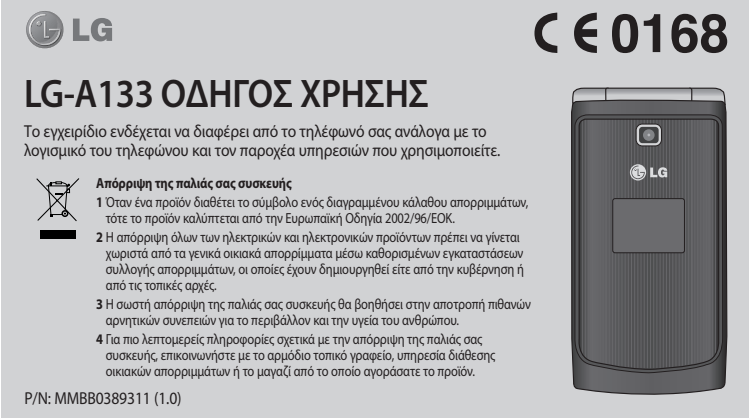 LG
CE 0168
LG-A133 ΟΔΗΓΟΣ ΧΡΗΣΗΣ
Το εγχειρίδιο ενδέχεται να διαφέρει από το τηλέφωνό σας ανάλογα με το
λογισμικό του τηλεφώνου και τον παροχέα υπηρεσιών που χρησιμοποιείτε.
Απόρριψη της παλιάς σας συσκευής
1 Όταν ένα προϊόν διαθέτει το σύμβολο ενός διαγραμμένου κάλαθου απορριμμάτων,
τότε το προϊόν καλύπτεται από την Ευρωπαϊκή Οδηγία 2002/96/ΕΟΚ.
2 Η απόρριψη όλων των ηλεκτρικών και ηλεκτρονικών προϊόντων πρέπει να γίνεται
χωριστά από τα γενικά οικιακά απορρίμματα μέσω καθορισμένων εγκαταστάσεων
συλλογής απορριμμάτων, οι οποίες έχουν δημιουργηθεί είτε από την κυβέρνηση ή
από τις τοπικές αρχές.
3 Η σωστή απόρριψη της παλιάς σας συσκευής θα βοηθήσει στην αποτροπή πιθανών
αρνητικών συνεπειών για το περιβάλλον και την υγεία του ανθρώπου.
4 Για πιο λεπτομερείς πληροφορίες σχετικά με την απόρριψη της παλιάς σας
συσκευής, επικοινωνήστε με το αρμόδιο τοπικό γραφείο, υπηρεσία διάθεσης
οικιακών απορριμμάτων ή το μαγαζί από το οποίο αγοράσατε το προϊόν.
P/N: MMBB0389311 (1.0)
LG